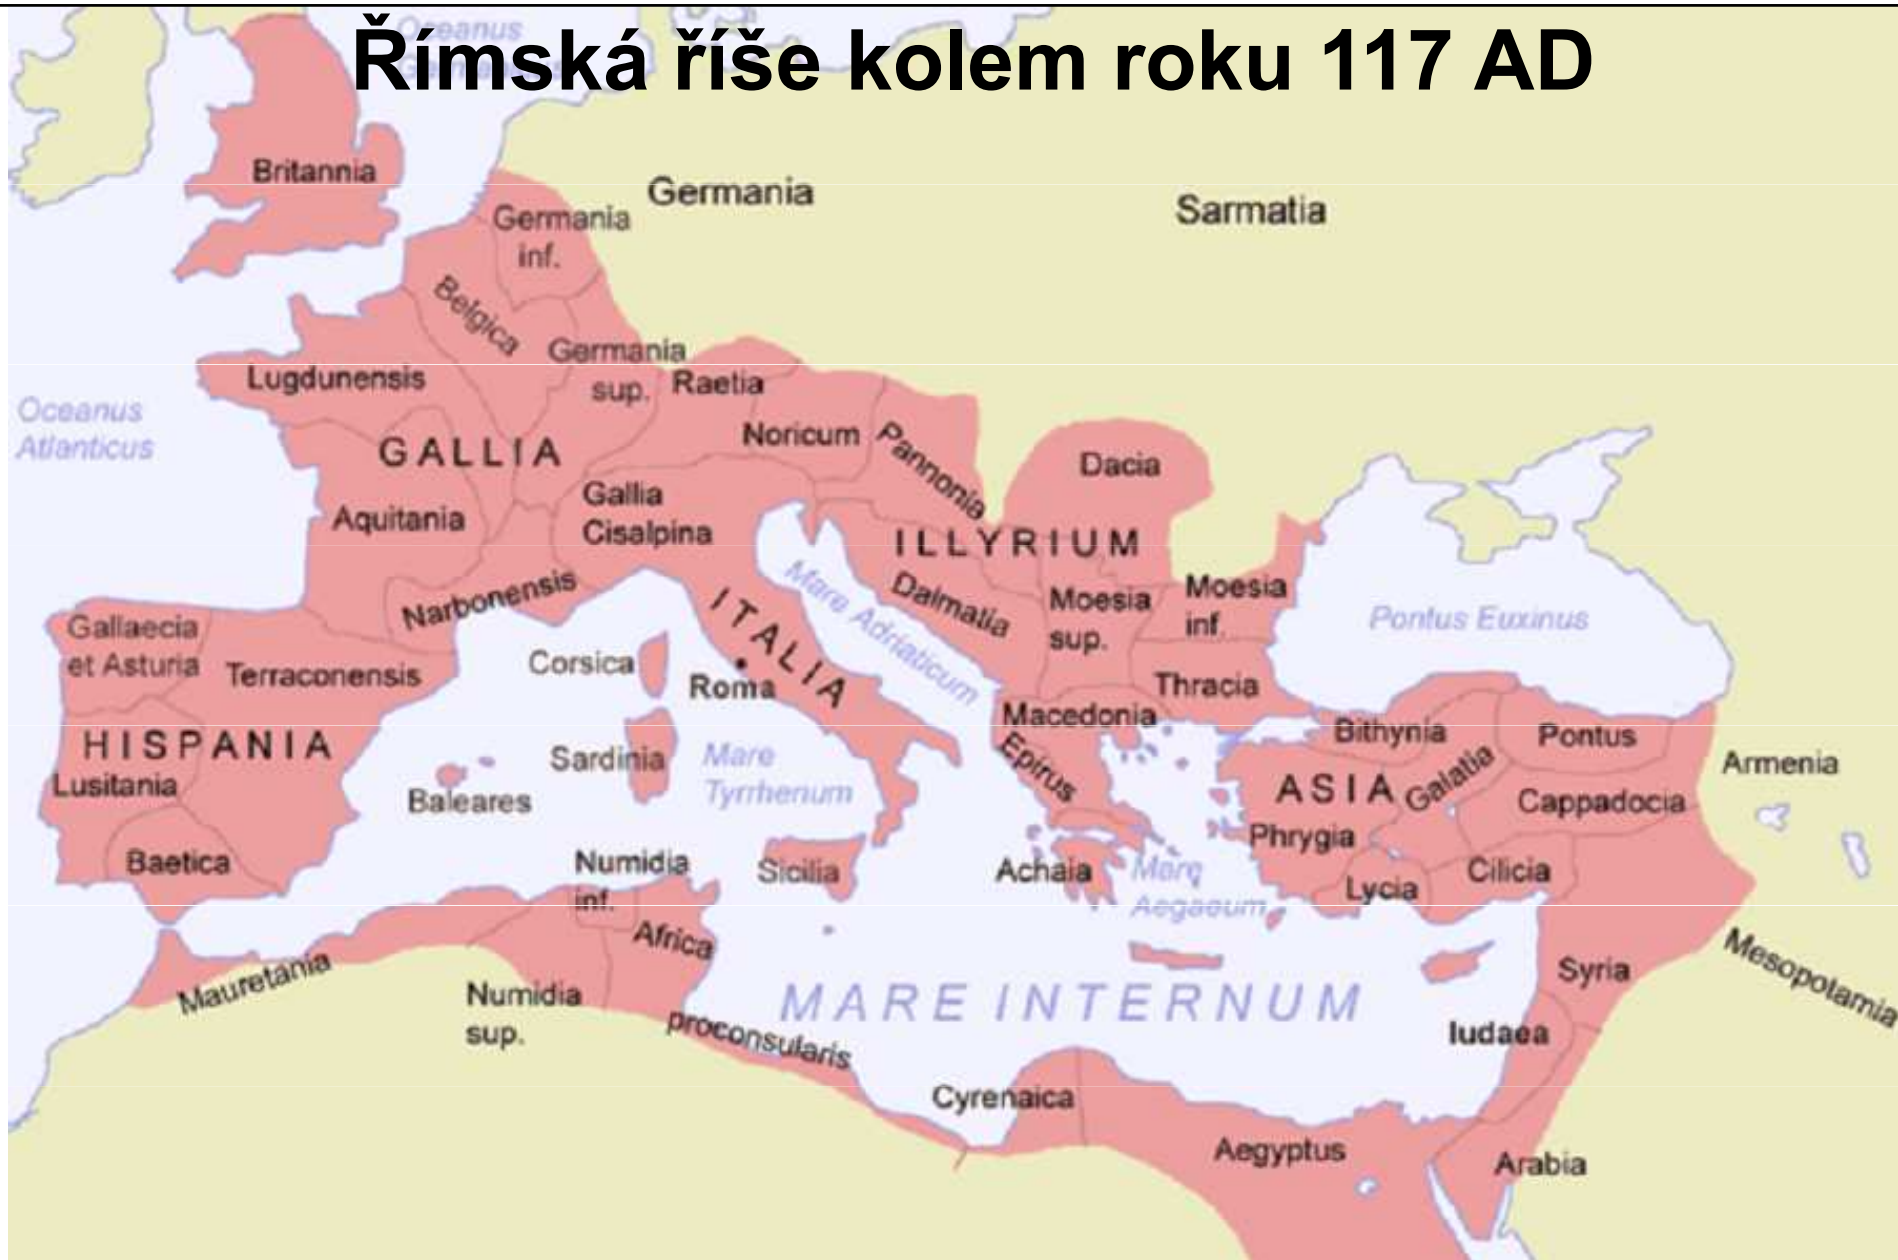 Římská říše kolem roku 117 AD
Oceanus
Britannia
Germania
Sarmatia
Germania
inf.
Belgica
Germania
sup.
Raetia
Lugdunensis
Oceanus
Atlanticus
GALLIA
Noricum
Pannonia
Dacia
Gallia
Cisalpina
Aquitania
ILLYRIUM
Narbonensis
ITALIA
Mare Adriaticum
Dalmatia
Moesia
sup.
Moesia
inf.
Pontus Euxinus
Gallaecia
et Asturia
Terraconensis
Corsica
Roma
Thracia
Macedonia
HISPANIA
Lusitania
Sardinia
Mare
Tyrrhenum
Epirus
Bithynia
Pontus
Armenia
ASIA
Galatia
Cappadocia
Baleares
Phrygia
Baetica
Numidia
inf.
Sicilia
Achaia
Mare
Aegaeum
Lycia
Cilicia
Africa
Mauretania
Numidia
sup.
proconsularis
MARE INTERNUM
Syria
Mesopotamia
Iudaea
Cyrenaica
Aegyptus
Arabia